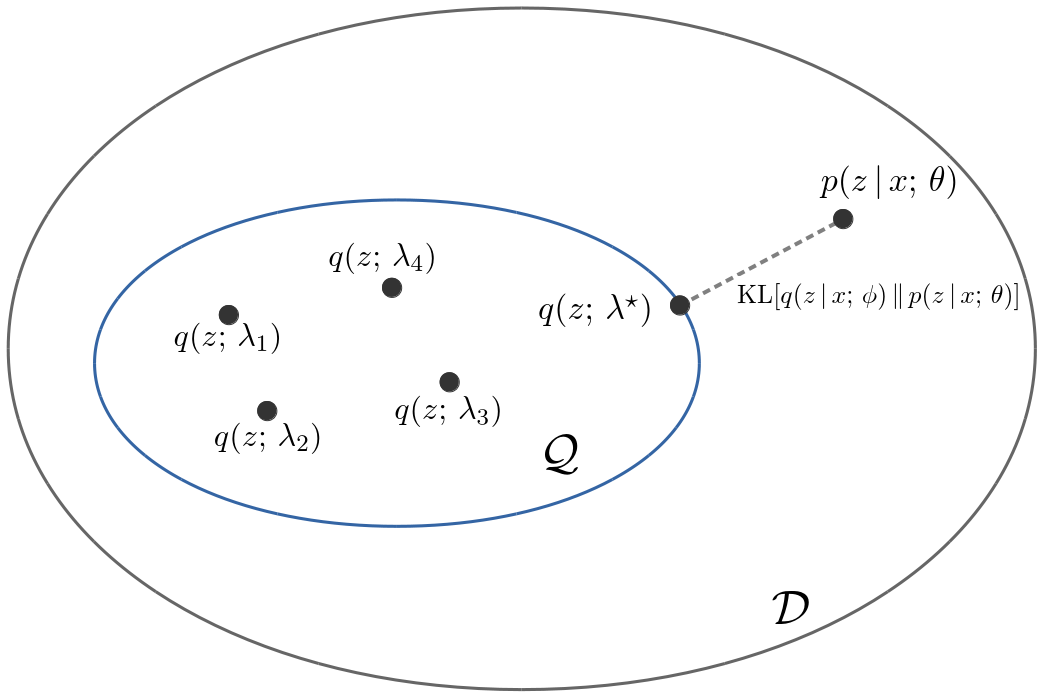 p(z | x; θ)
q(z; λ₄)
KL[q(z | x; ϕ) ∥ p(z | x; θ)]
q(z; λ⋆)
q(z; λ₁)
q(z; λ₃)
q(z; λ₂)
𝒬
𝒟